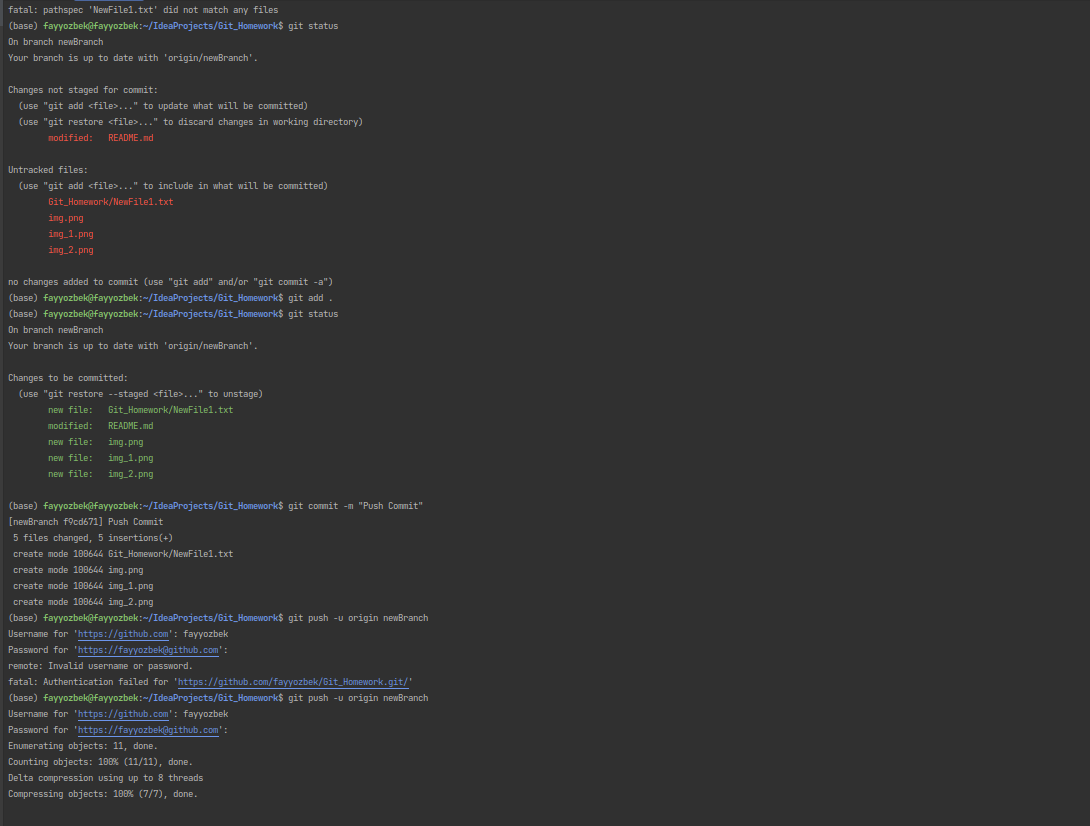 fatal: pathspec 'NewFile1.txt' did not match any files
(base) fayyozbek@fayyozbek:~/IdeaProjects/Git_Homework$ git status
On branch newBranch
Your branch is up to date with 'origin/newBranch'.
Changes not staged for commit:
(use "git add <file>..." to update what will be committed)
(use "git restore <file>..." to discard changes in working directory)
modified:   README.md
Untracked files:
(use "git add <file>..." to include in what will be committed)
Git_Homework/NewFile1.txt
img.png
img_1.png
img_2.png
no changes added to commit (use "git add" and/or "git commit -a")
(base) fayyozbek@fayyozbek:~/IdeaProjects/Git_Homework$ git add .
(base) fayyozbek@fayyozbek:~/IdeaProjects/Git_Homework$ git status
On branch newBranch
Your branch is up to date with 'origin/newBranch'.
Changes to be committed:
(use "git restore --staged <file>..." to unstage)
new file:   Git_Homework/NewFile1.txt
modified:   README.md
new file:   img.png
new file:   img_1.png
new file:   img_2.png
(base) fayyozbek@fayyozbek:~/IdeaProjects/Git_Homework$ git commit -m "Push Commit"
[newBranch f9cd671] Push Commit
5 files changed, 5 insertions(+)
create mode 100644 Git_Homework/NewFile1.txt
create mode 100644 img.png
create mode 100644 img_1.png
create mode 100644 img_2.png
(base) fayyozbek@fayyozbek:~/IdeaProjects/Git_Homework$ git push -u origin newBranch
Username for 'https://github.com': fayyozbek
Password for 'https://fayyozbek@github.com':
remote: Invalid username or password.
fatal: Authentication failed for 'https://github.com/fayyozbek/Git_Homework.git/'
(base) fayyozbek@fayyozbek:~/IdeaProjects/Git_Homework$ git push -u origin newBranch
Username for 'https://github.com': fayyozbek
Password for 'https://fayyozbek@github.com':
Enumerating objects: 11, done.
Counting objects: 100% (11/11), done.
Delta compression using up to 8 threads
Compressing objects: 100% (7/7), done.